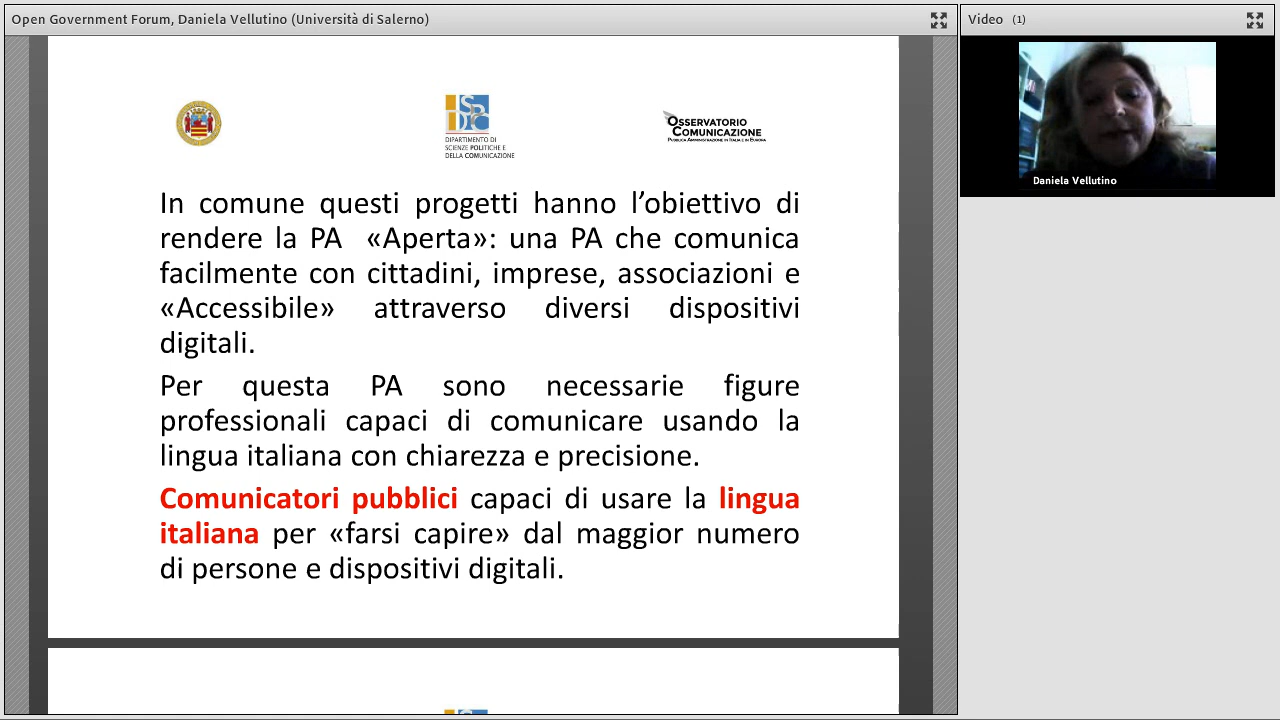 Open Government Forum, Daniela Vellutino (Università di Salerno)
Video (1)
Daniela Vellutino
DIPARTIMENTO DI
SCIENZE POLITICHE E
DELLA COMUNICAZIONE
OSSERVATORIO
COMUNICAZIONE
PUBBLICA AMMINISTRAZIONE IN ITALIA E IN EUROPA
In comune questi progetti hanno l’obiettivo di
rendere la PA «Aperta»: una PA che comunica
facilmente con cittadini, imprese, associazioni e
«Accessibile» attraverso diversi dispositivi
digitali.
Per questa PA sono necessarie figure
professionali capaci di comunicare usando la
lingua italiana con chiarezza e precisione.
Comunicatori pubblici capaci di usare la lingua
italiana per «farsi capire» dal maggior numero
di persone e dispositivi digitali.